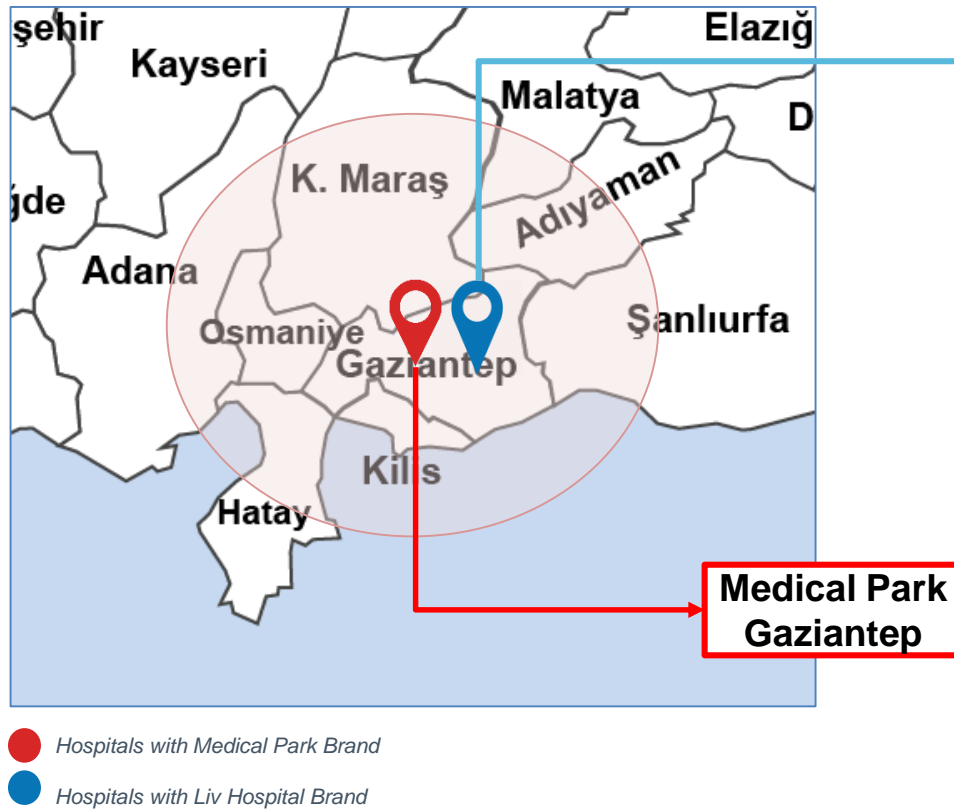 şehir
Elazığ
Kayseri
Malatya
D
K. Maraş
Adıyaman
ğde
Adana
Osmaniye
Şanlıurfa
Gaziantep
Kilis
Hatay
Medical Park
Gaziantep
Hospitals with Medical Park Brand
Hospitals with Liv Hospital Brand